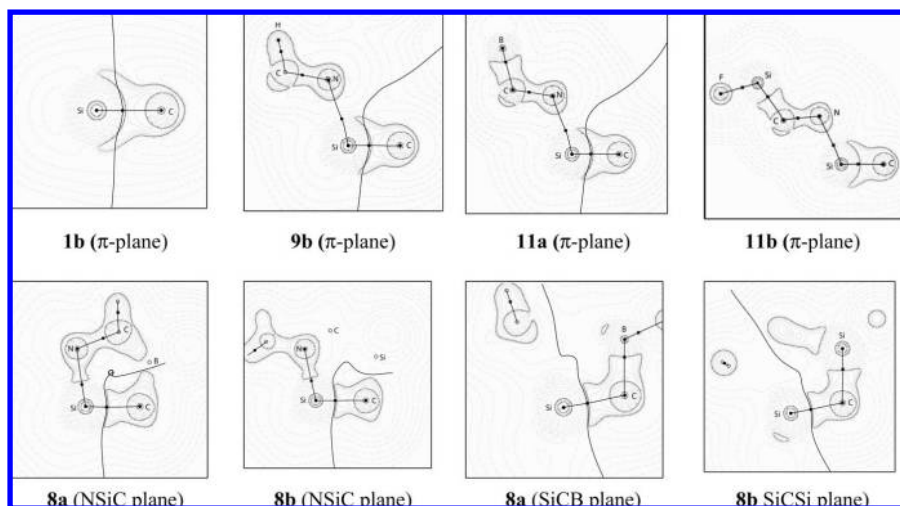 Si C
1b (π-plane)
H
C N
Si C
9b (π-plane)
B
C N
Si C
11a (π-plane)
F Si
C N
Si C
11b (π-plane)
N C
B
Si C
8a (NSiC plane)
C
N
Si
Si C
8b (NSiC plane)
B
Si C
8a (SiCB plane)
Si
Si C
8b SiCSi plane)